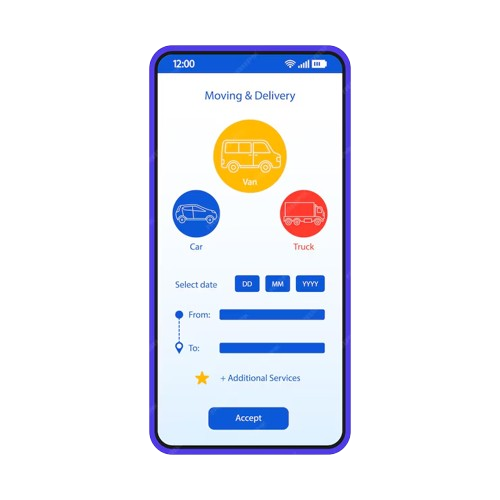 12:00
Moving & Delivery
Van
Car
Truck
Select date DD MM YYYY
From:
To:
+ Additional Services
Accept